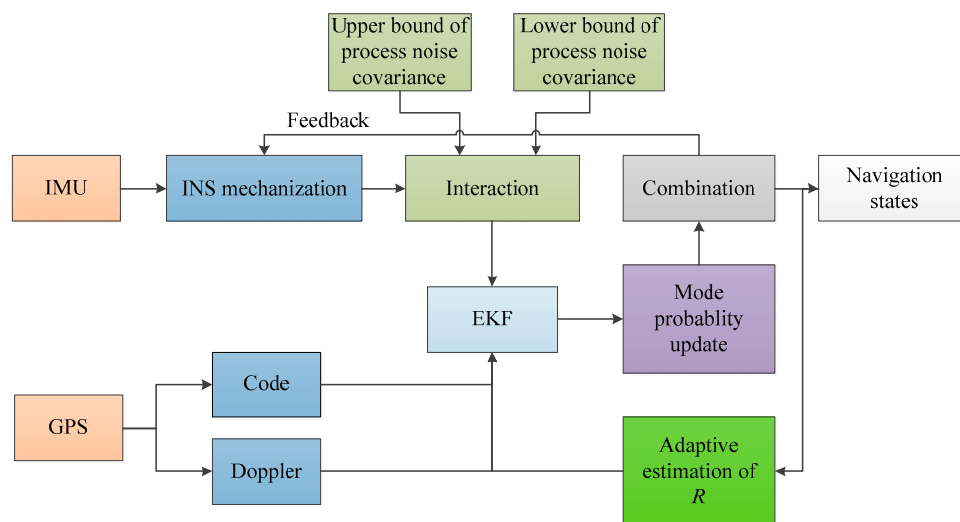 Upper bound of
process noise
covariance
Lower bound of
process noise
covariance
Feedback
IMU
INS mechanization
Interaction
Combination
Navigation
states
EKF
Mode
probablity
update
Code
GPS
Doppler
Adaptive
estimation of
R